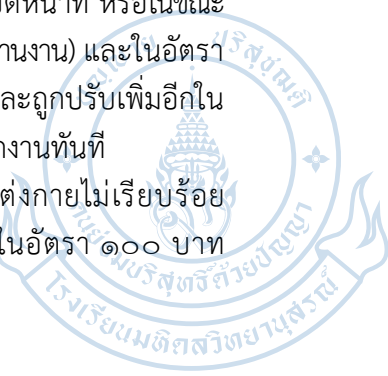 หน้าที่ หรือในขณะ
านงาน) และในอัตรา
ละถูกปรับเพิ่มอีกใน
งานทันที
ต่งกายไม่เรียบร้อย
ในอัตรา ๑๐๐ บาท
โรงเรียนมหิดลวิทยานุสรณ์